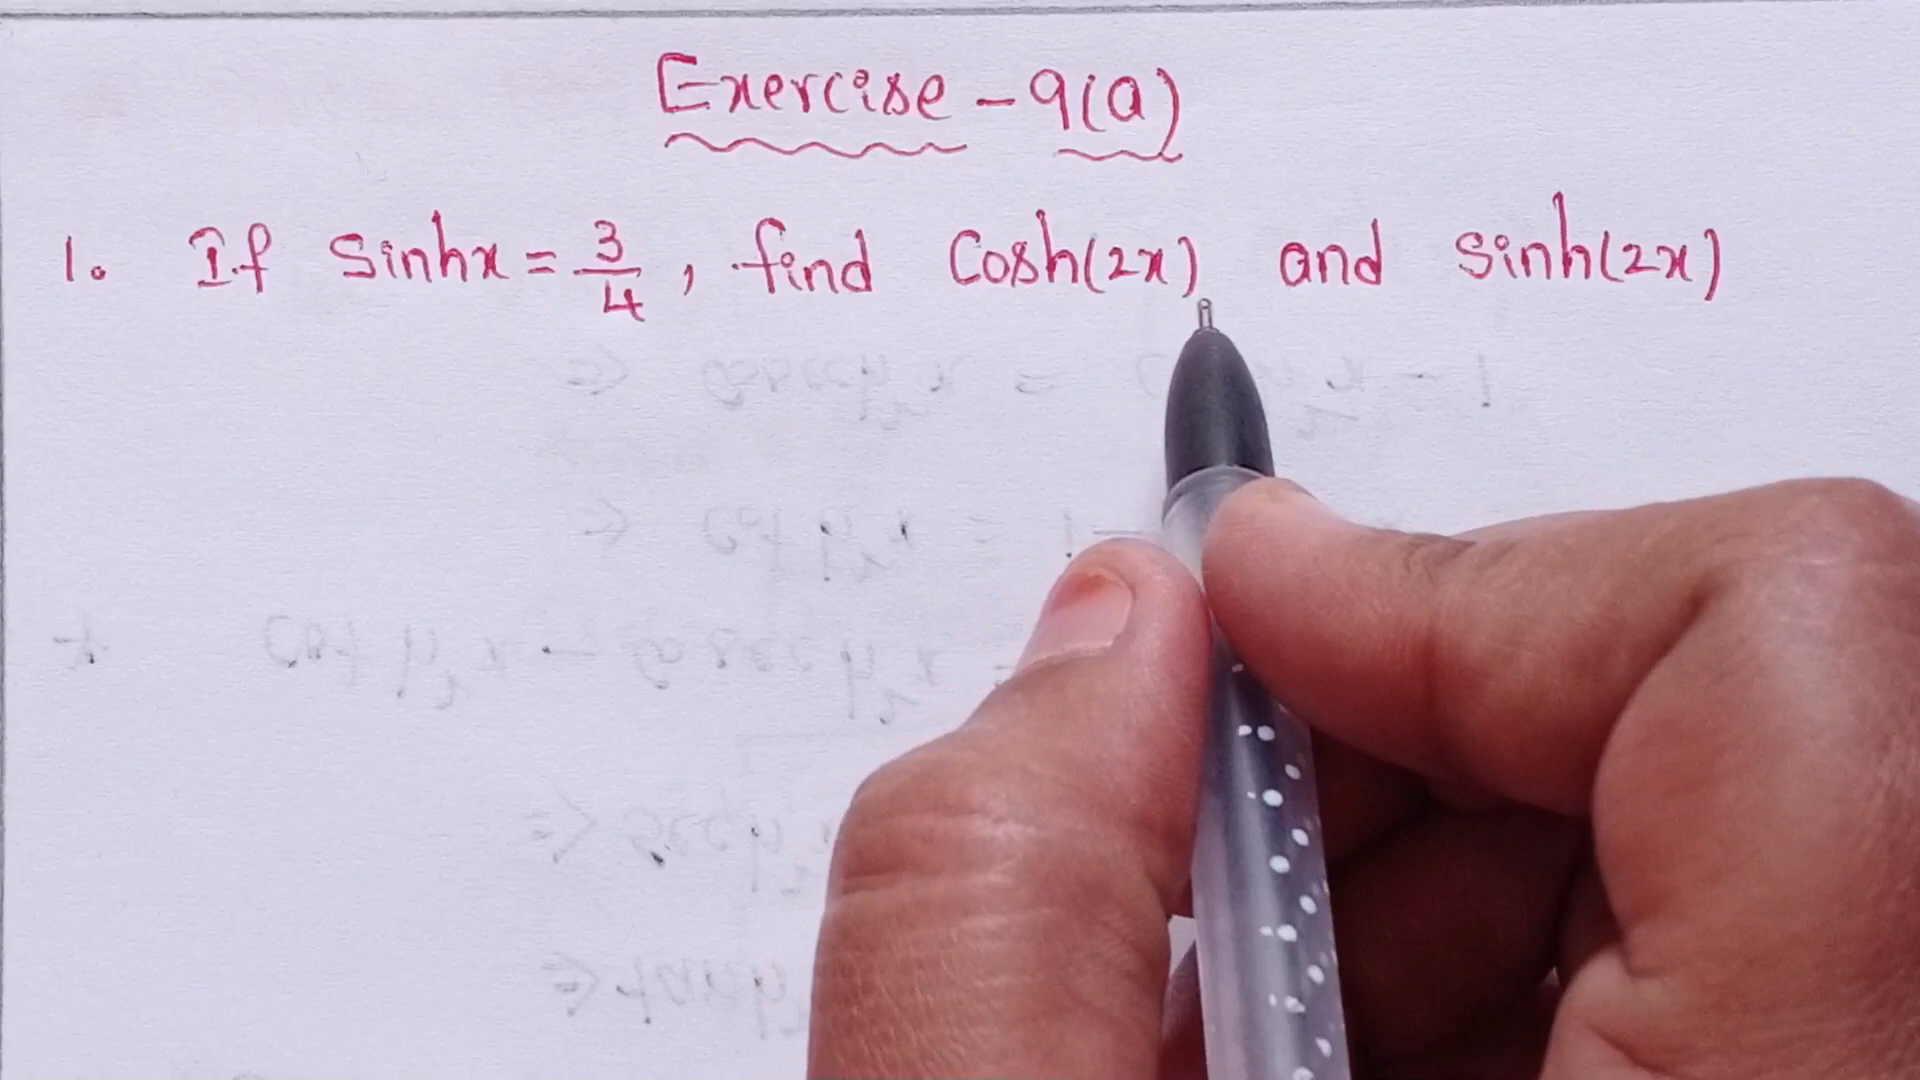 Exercise - 9(a)
1. If Sinhx = 3/4, find Cosh(2x) and Sinh(2x)